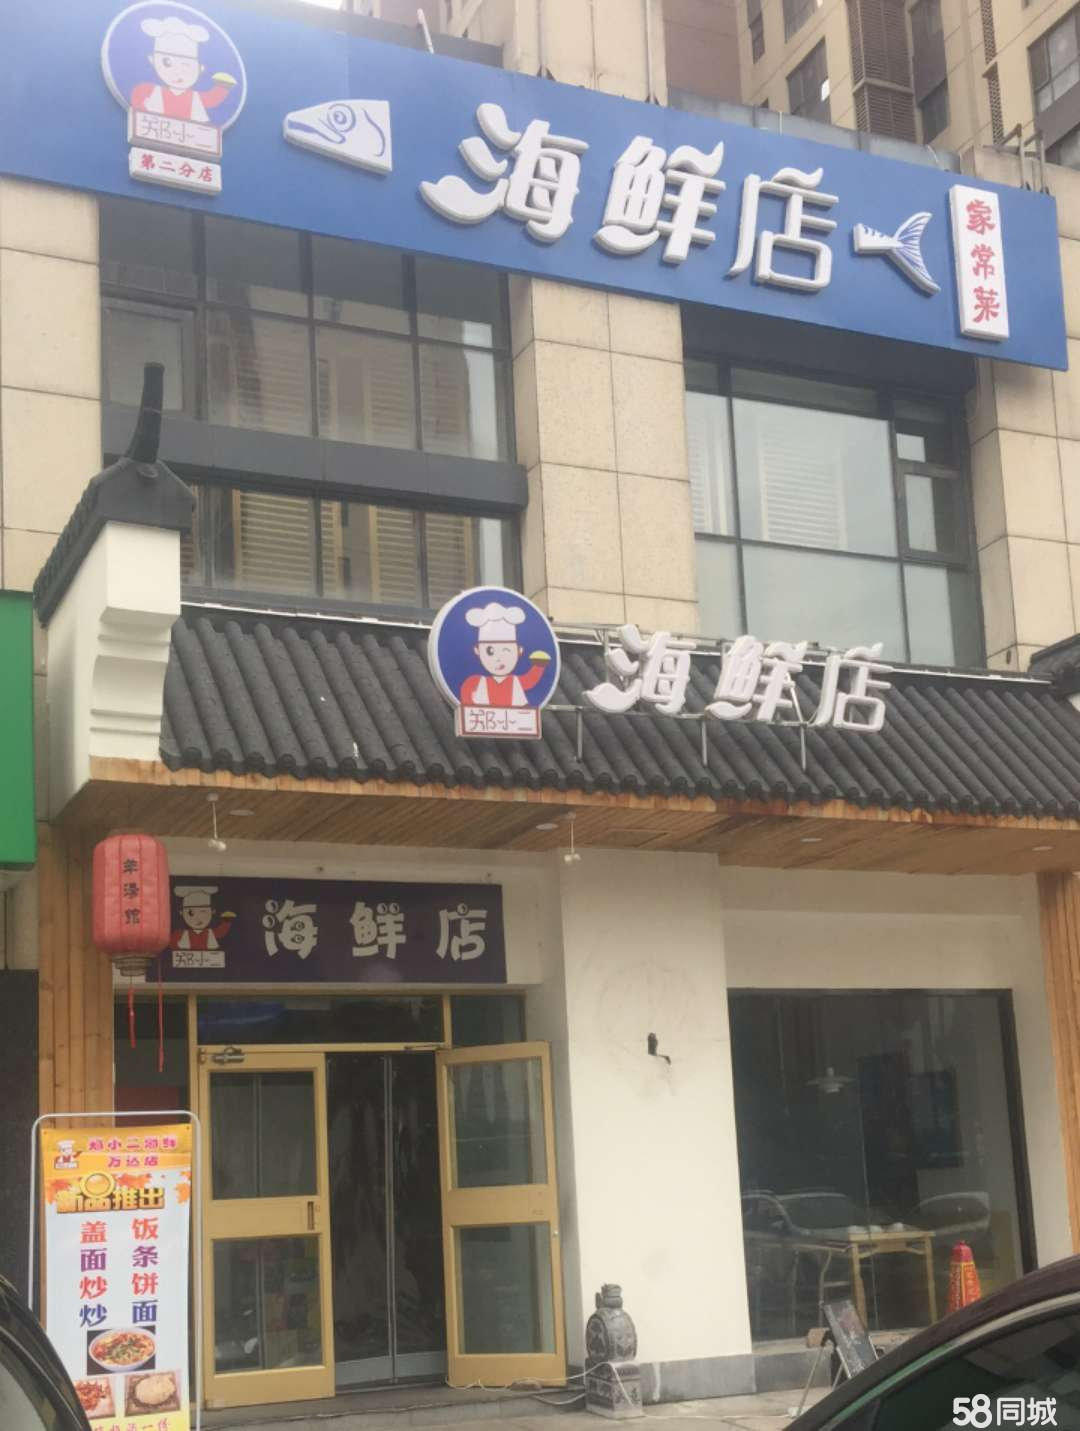 郑小二
第二分店
海鲜店
家常菜
郑小二
海鲜店
郑小二
海鲜店
郑小二海鲜
万达店
新品推出
盖饭
面条
炒饼
炒面
58同城